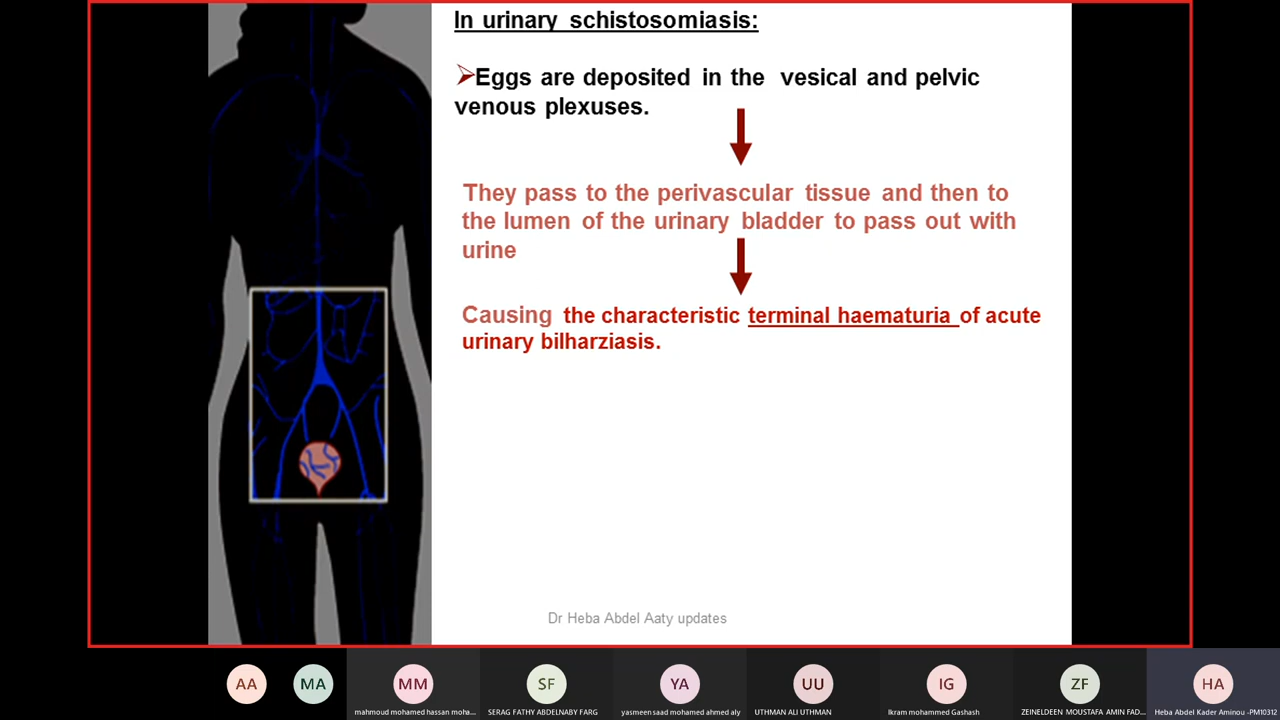 In urinary schistosomiasis:
➢Eggs are deposited in the vesical and pelvic
venous plexuses.
They pass to the perivascular tissue and then to
the lumen of the urinary bladder to pass out with
urine
Causing the characteristic terminal haematuria of acute
urinary bilharziasis.
Dr Heba Abdel Aaty updates
AA
MA
MM
SF
YA
UU
IG
ZF
HA
mahmoud mohamed hassan moha...
SERAG FATHY ABDELNABY FARG
yasmeen saad mohamed ahmed aly
UTHMAN ALI UTHMAN
Ikram mohammed Gashash
ZEINELDEEN MOUSTAFA AMIN FAD...
Heba Abdel Kader Aminou -PM10312